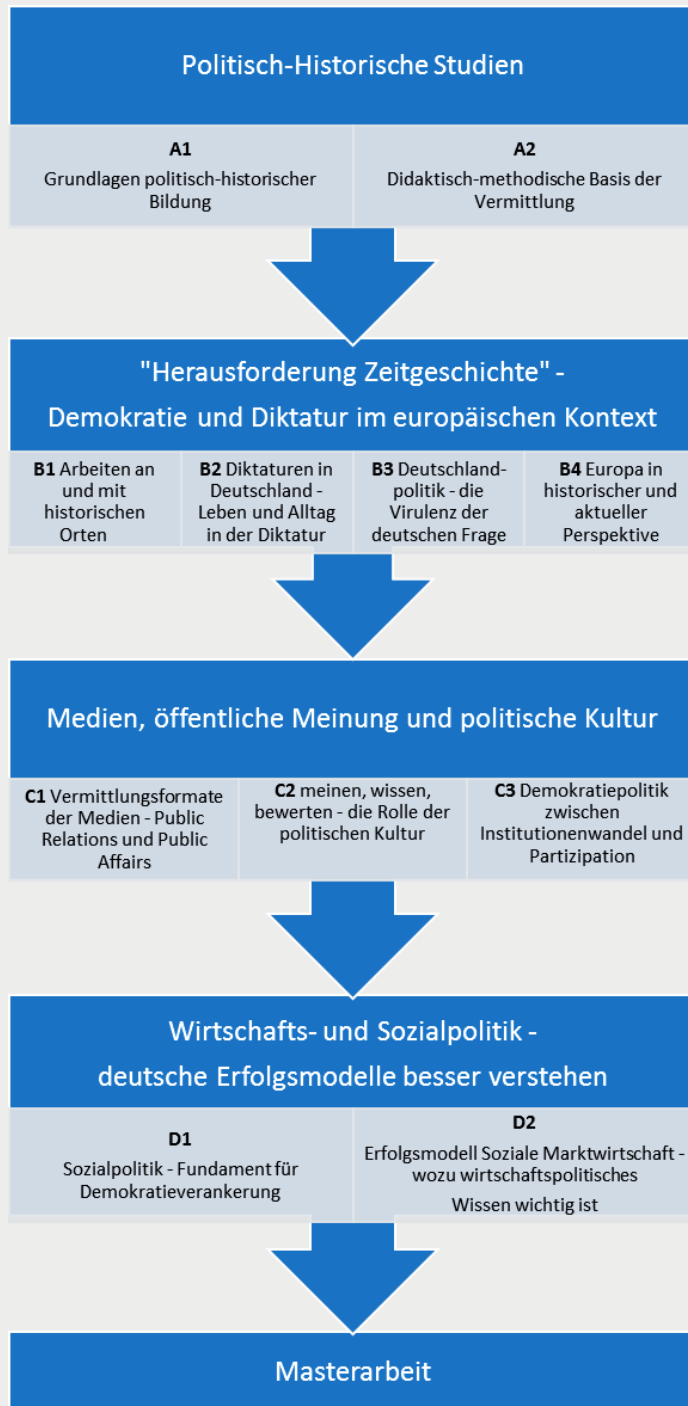 Politisch-Historische Studien
A1
Grundlagen politisch-historischer
Bildung
A2
Didaktisch-methodische Basis der
Vermittlung
"Herausforderung Zeitgeschichte" -
Demokratie und Diktatur im europäischen Kontext
B1 Arbeiten an
und mit
historischen
Orten
B2 Diktaturen in
Deutschland -
Leben und Alltag
in der Diktatur
B3 Deutschland-
politik - die
Virulenz der
deutschen Frage
B4 Europa in
historischer und
aktueller
Perspektive
Medien, öffentliche Meinung und politische Kultur
C1 Vermittlungsformate
der Medien - Public
Relations und Public
Affairs
C2 meinen, wissen,
bewerten - die Rolle der
politischen Kultur
C3 Demokratiepolitik
zwischen
Institutionenwandel und
Partizipation
Wirtschafts- und Sozialpolitik -
deutsche Erfolgsmodelle besser verstehen
D1
Sozialpolitik - Fundament für
Demokratieverankerung
D2
Erfolgsmodell Soziale Marktwirtschaft -
wozu wirtschaftspolitisches
Wissen wichtig ist
Masterarbeit